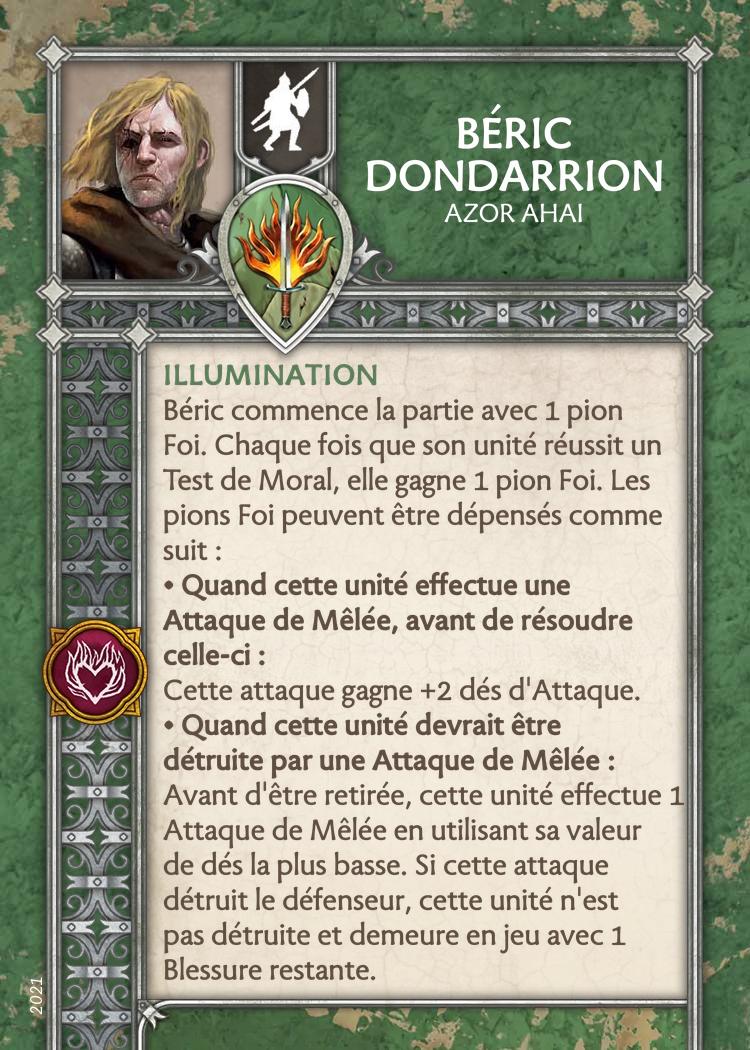 BÉRIC
DONDARRION
AZOR AHAI
ILLUMINATION
Béric commence la partie avec 1 pion
Foi. Chaque fois que son unité réussit un
Test de Moral, elle gagne 1 pion Foi. Les
pions Foi peuvent être dépensés comme
suit :
• Quand cette unité effectue une
Attaque de Mêlée, avant de résoudre
celle-ci :
Cette attaque gagne +2 dés d'Attaque.
• Quand cette unité devrait être
détruite par une Attaque de Mêlée :
Avant d'être retirée, cette unité effectue 1
Attaque de Mêlée en utilisant sa valeur
de dés la plus basse. Si cette attaque
détruit le défenseur, cette unité n'est
pas détruite et demeure en jeu avec 1
Blessure restante.
2021